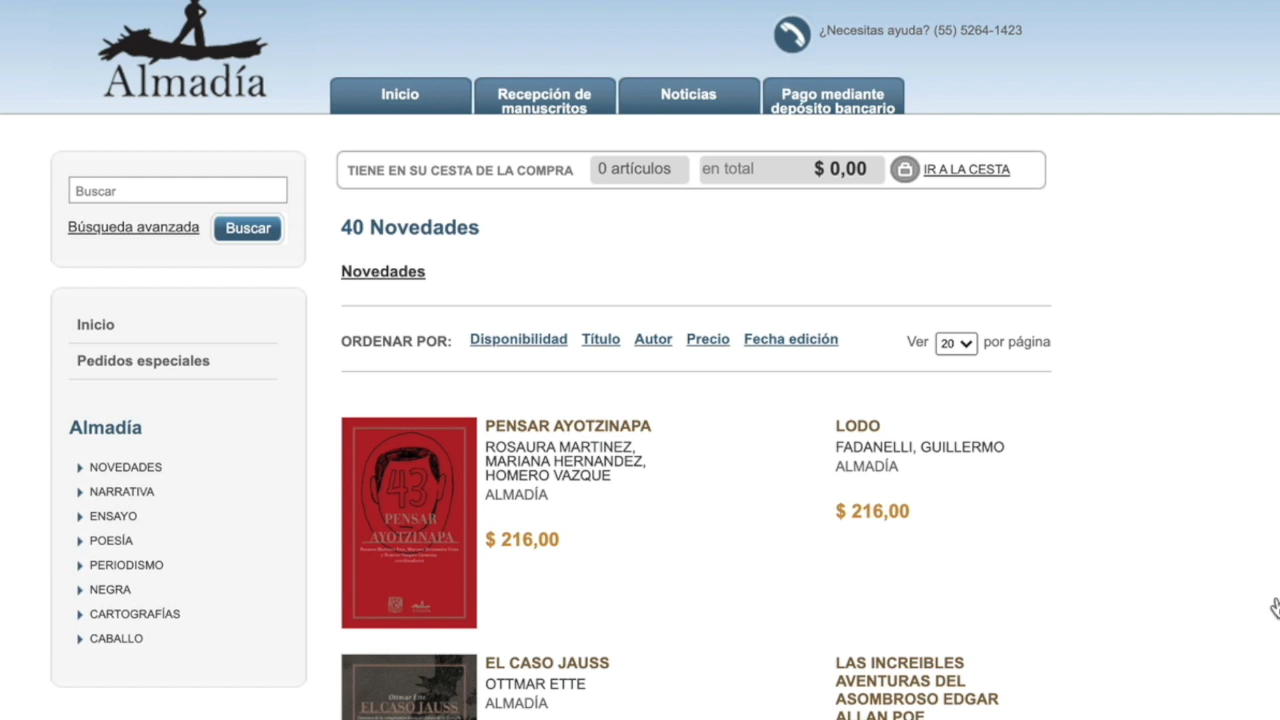 Almadía
¿Necesitas ayuda? (55) 5264-1423
Inicio
Recepción de
manuscritos
Noticias
Pago mediante
depósito bancario
Buscar
Búsqueda avanzada
Buscar
Inicio
Pedidos especiales
Almadía
NOVEDADES
NARRATIVA
ENSAYO
POESÍA
PERIODISMO
NEGRA
CARTOGRAFÍAS
CABALLO
TIENE EN SU CESTA DE LA COMPRA 0 artículos en total $ 0,00 IR A LA CESTA
40 Novedades
Novedades
ORDENAR POR: Disponibilidad Título Autor Precio Fecha edición Ver 20 por página
43
PENSAR
AYOTZINAPA
PENSAR AYOTZINAPA
ROSAURA MARTINEZ,
MARIANA HERNANDEZ,
HOMERO VAZQUE
ALMADÍA
$ 216,00
LODO
FADANELLI, GUILLERMO
ALMADÍA
$ 216,00
Ottmar Ette
EL CASO JAUSS
EL CASO JAUSS
OTTMAR ETTE
ALMADÍA
LAS INCREIBLES
AVENTURAS DEL
ASOMBROSO EDGAR
ALLAN POE